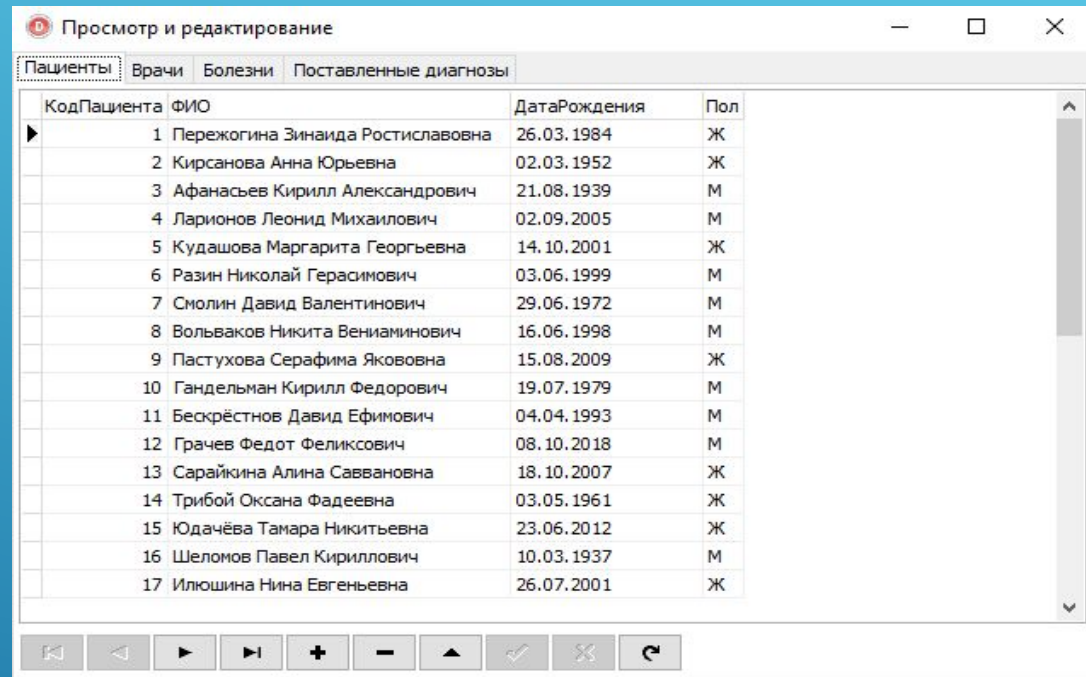 Просмотр и редактирование
Пациенты Врачи Болезни Поставленные диагнозы
КодПациента ФИО ДатаРождения Пол
1 Пережогина Зинаида Ростиславовна 26.03.1984 Ж
2 Кирсанова Анна Юрьевна 02.03.1952 Ж
3 Афанасьев Кирилл Александрович 21.08.1939 М
4 Ларионов Леонид Михаилович 02.09.2005 М
5 Кудашова Маргарита Георгьевна 14.10.2001 Ж
6 Разин Николай Герасимович 03.06.1999 М
7 Смолин Давид Валентинович 29.06.1972 М
8 Вольваков Никита Вениаминович 16.06.1998 М
9 Пастухова Серафима Якововна 15.08.2009 Ж
10 Гандельман Кирилл Федорович 19.07.1979 М
11 Бескрёстнов Давид Ефимович 04.04.1993 М
12 Грачев Федот Феликсович 08.10.2018 М
13 Сарайкина Алина Саввановна 18.10.2007 Ж
14 Трибой Оксана Фадеевна 03.05.1961 Ж
15 Юдачёва Тамара Никитьевна 23.06.2012 Ж
16 Шеломов Павел Кириллович 10.03.1937 М
17 Илюшина Нина Евгеньевна 26.07.2001 Ж